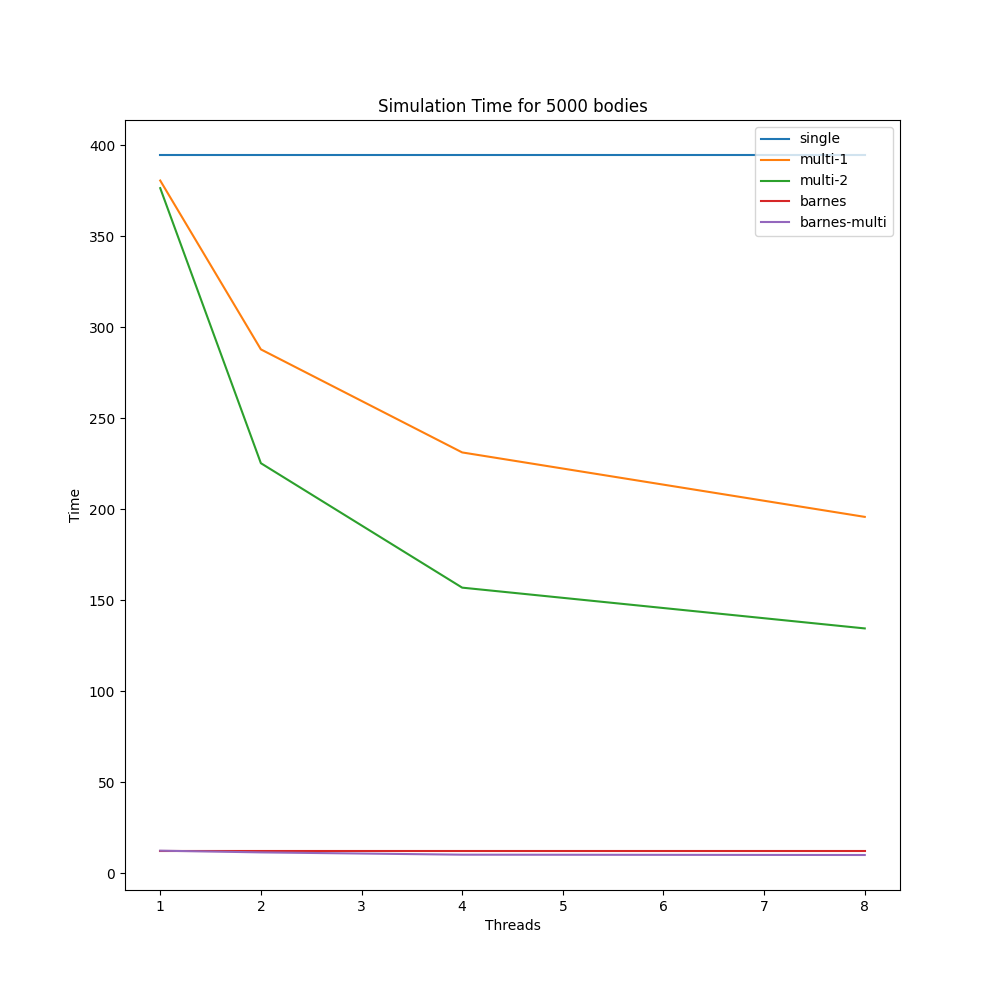 Simulation Time for 5000 bodies
single
multi-1
multi-2
barnes
barnes-multi
400
350
300
250
200
150
100
50
0
Time
1 2 3 4 5 6 7 8
Threads